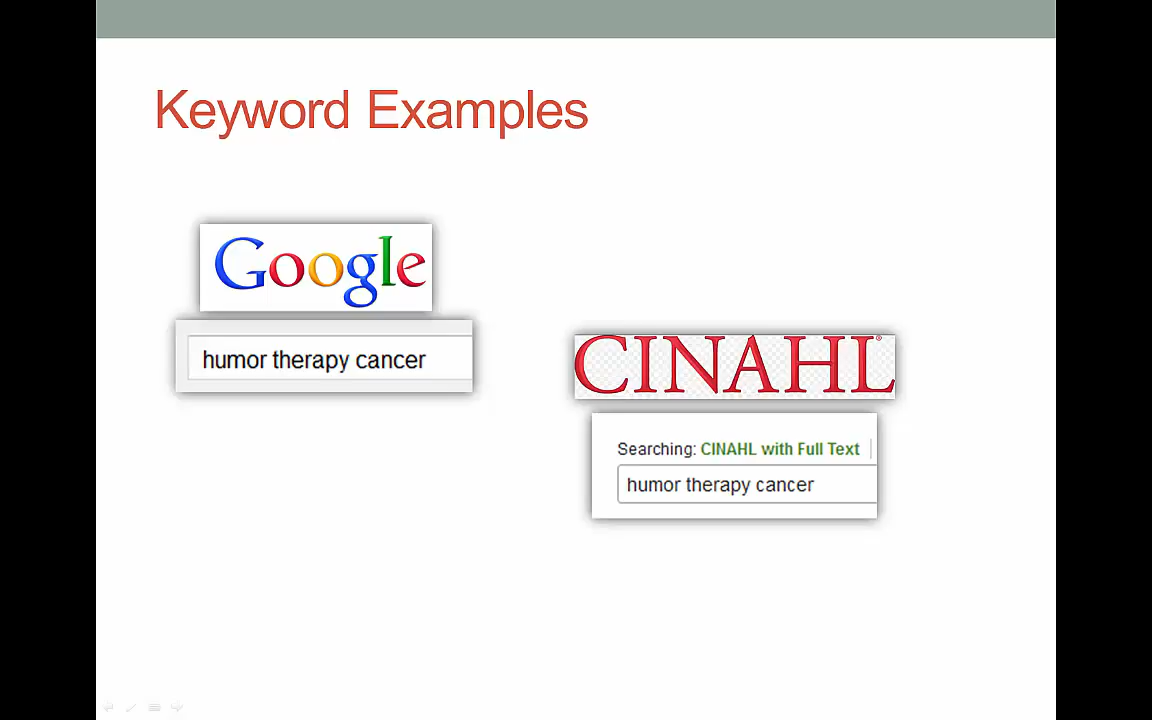 Keyword Examples
Google
humor therapy cancer
CINAHL®
Searching: CINAHL with Full Text
humor therapy cancer